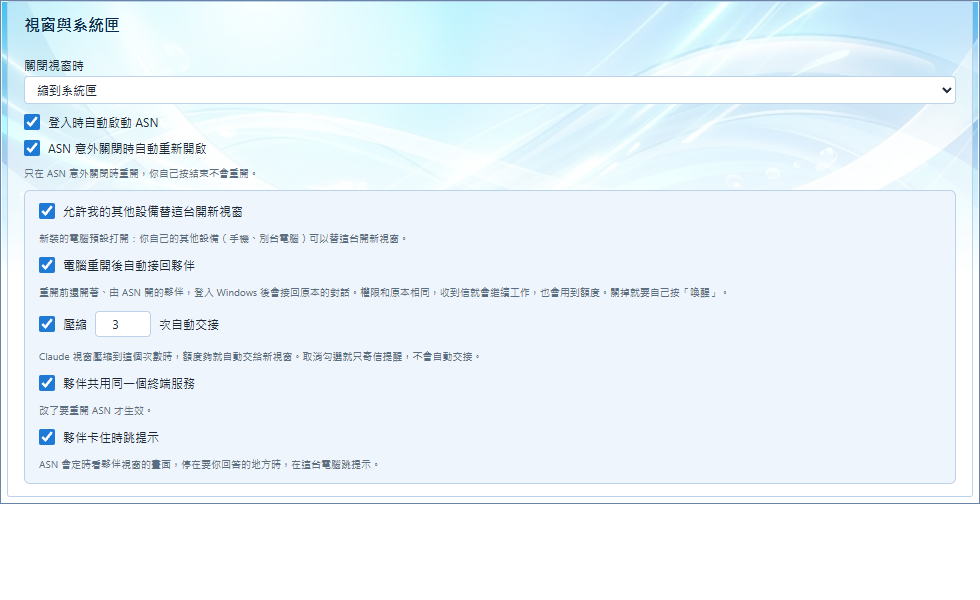 視窗與系統匣
關閉視窗時
縮到系統匣
登入時自動啟動 ASN
ASN 意外關閉時自動重新開啟
只在 ASN 意外關閉時重開，你自己按結束不會重開。
允許我的其他設備替這台開新視窗
新裝的電腦預設打開：你自己的其他設備（手機、別台電腦）可以替這台開新視窗。
電腦重開後自動接回夥伴
重開前還開著、由 ASN 開的夥伴，登入 Windows 後會接回原本的對話。權限和原本相同，收到信就會繼續工作，也會用到額度。關掉就要自己按「喚醒」。
壓縮 3 次自動交接
Claude 視窗壓縮到這個次數時，額度夠就自動交給新視窗。取消勾選就只寄信提醒，不會自動交接。
夥伴共用同一個終端服務
改了要重開 ASN 才生效。
夥伴卡住時跳提示
ASN 會定時看夥伴視窗的畫面，停在要你回答的地方時，在這台電腦跳提示。